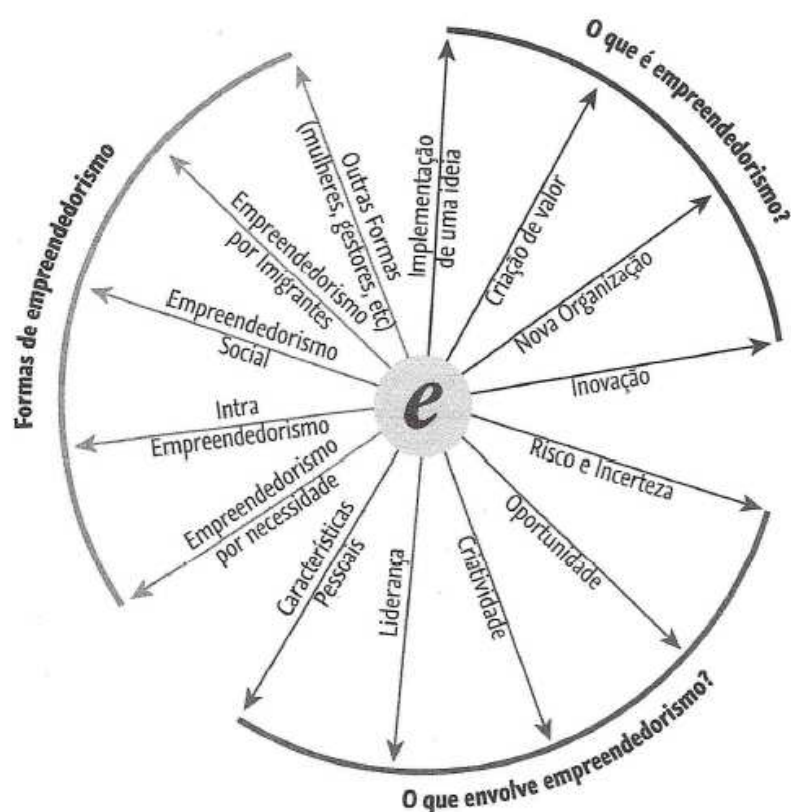 O que é empreendedorismo?
Implementação
de uma ideia
Criação de valor
Nova Organização
Inovação
e
Risco e Incerteza
Oportunidade
Criatividade
Liderança
Características
Pessoais
O que envolve empreendedorismo?
Formas de empreendedorismo
Outras Formas
(mulheres, gestores, etc)
Empreendedorismo
por Imigrantes
Empreendedorismo
Social
Intra
Empreendedorismo
Empreendedorismo
por necessidade